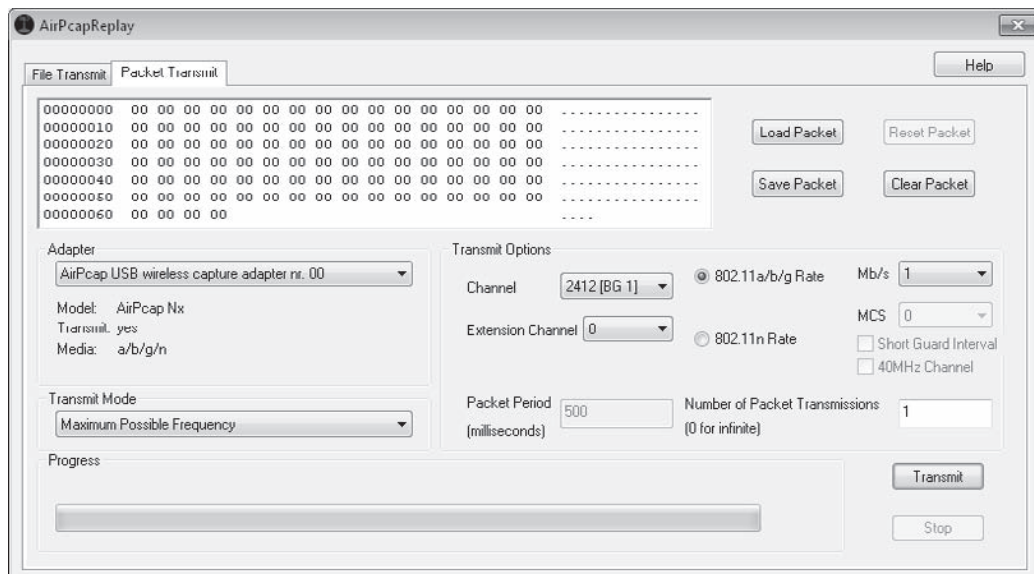 AirPcapReplay
Help
File Transmit Packet Transmit
00000000 00 00 00 00 00 00 00 00 00 00 00 00 00 00 00 00 ................
00000010 00 00 00 00 00 00 00 00 00 00 00 00 00 00 00 00 ................
00000020 00 00 00 00 00 00 00 00 00 00 00 00 00 00 00 00 ................
00000030 00 00 00 00 00 00 00 00 00 00 00 00 00 00 00 00 ................
00000040 00 00 00 00 00 00 00 00 00 00 00 00 00 00 00 00 ................
00000050 00 00 00 00 00 00 00 00 00 00 00 00 00 00 00 00 ................
00000060 00 00 00 00 ....
Load Packet Reset Packet
Save Packet Clear Packet
Adapter
AirPcap USB wireless capture adapter nr. 00
Model: AirPcap Nx
Transmit. yes
Media: a/b/g/n
Transmit Mode
Maximum Possible Frequency
Transmit Options
Channel 2412 [BG 1] 802.11a/b/g Rate Mb/s 1
Extension Channel 0 802.11n Rate MCS 0
Short Guard Interval
40MHz Channel
Packet Period (milliseconds) 500
Number of Packet Transmissions (0 for infinite) 1
Progress
Transmit
Stop